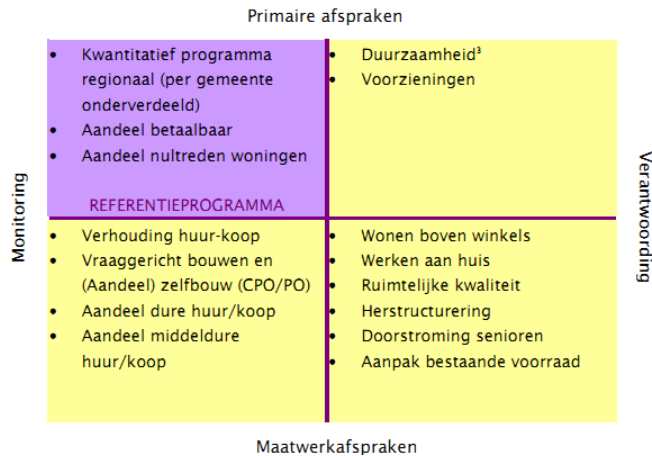 Primaire afspraken
• Kwantitatief programma
regionaal (per gemeente
onderverdeeld)
• Aandeel betaalbaar
• Aandeel nultreden woningen
REFERENTIEPROGRAMMA
• Duurzaamheid³
• Voorzieningen
Monitoring
Verantwoording
• Verhouding huur-koop
• Vraaggericht bouwen en
(Aandeel) zelfbouw (CPO/PO)
• Aandeel dure huur/koop
• Aandeel middeldure
huur/koop
• Wonen boven winkels
• Werken aan huis
• Ruimtelijke kwaliteit
• Herstructurering
• Doorstroming senioren
• Aanpak bestaande voorraad
Maatwerkafspraken